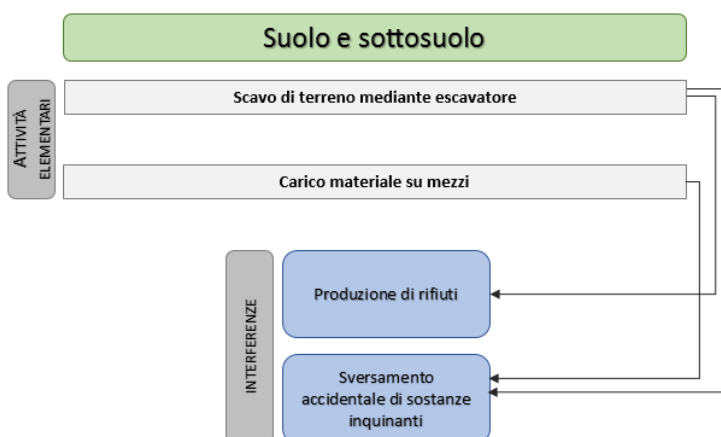 Suolo e sottosuolo
ATTIVITÀ
ELEMENTARI
Scavo di terreno mediante escavatore
Carico materiale su mezzi
INTERFERENZE
Produzione di rifiuti
Sversamento
accidentale di sostanze
inquinanti